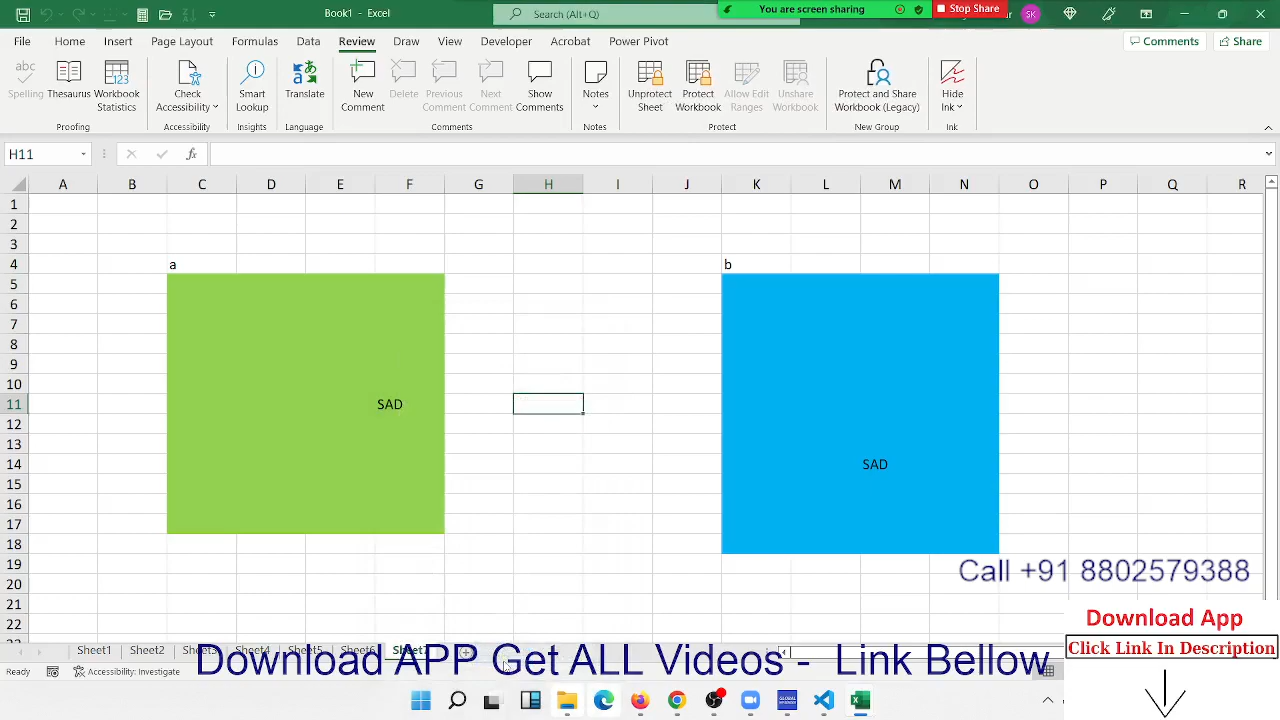 Book1 - Excel
Search (Alt+Q)
You are screen sharing
Stop Share
SK
File Home Insert Page Layout Formulas Data Review Draw View Developer Acrobat Power Pivot
Comments Share
Spelling Thesaurus Workbook Statistics
Check Accessibility
Smart Lookup
Translate
New Comment Delete Previous Comment Next Comment Show Comments
Notes
Unprotect Sheet Protect Workbook Allow Edit Ranges Unshare Workbook
Protect and Share Workbook (Legacy)
Hide Ink
Proofing Accessibility Insights Language Comments Notes Protect New Group Ink
H11
fx
A B C D E F G H I J K L M N O P Q R
1
2
3
4 a b
5
6
7
8
9
10
11 SAD
12
13
14 SAD
15
16
17
18
19
20
21
22
Call +91 8802579388
Download App
Click Link In Description
Sheet1 Sheet2 Sheet3 Sheet4 Sheet5 Sheet6 Sheet7
Download APP Get ALL Videos - Link Bellow
Ready Accessibility: Investigate